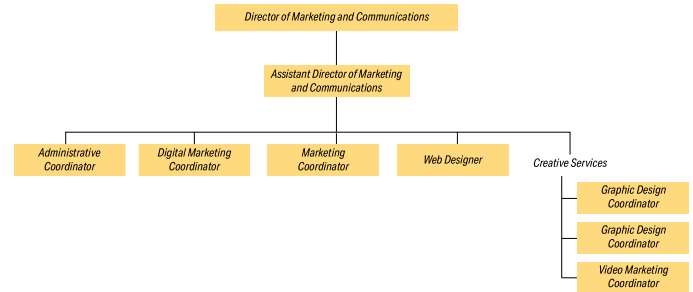 Director of Marketing and Communications
Assistant Director of Marketing
and Communications
Administrative
Coordinator
Digital Marketing
Coordinator
Marketing
Coordinator
Web Designer
Creative Services
Graphic Design
Coordinator
Graphic Design
Coordinator
Video Marketing
Coordinator